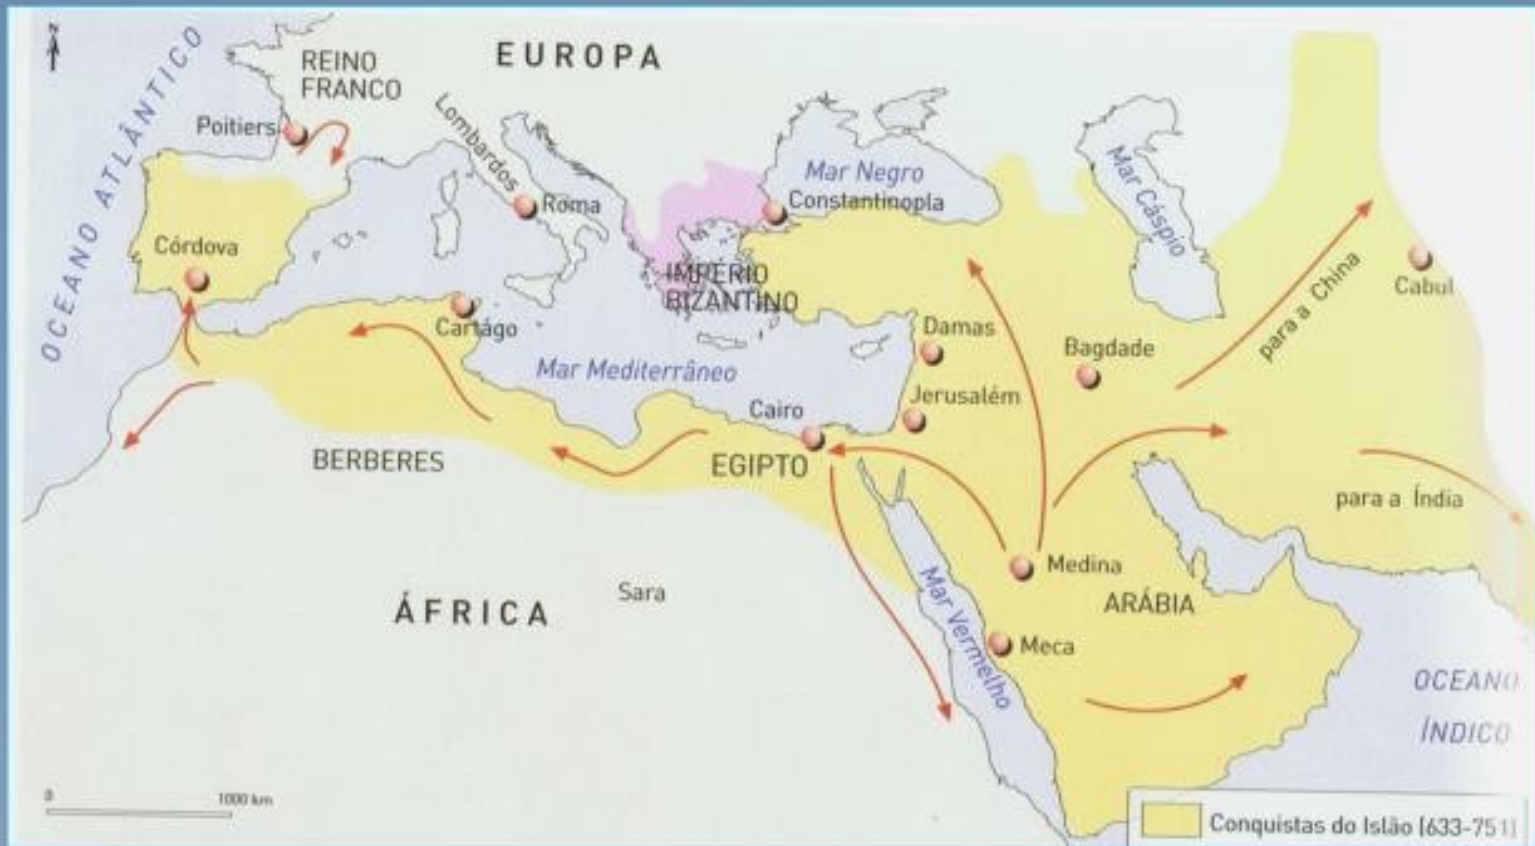 N
EUROPA
REINO
FRANCO
OCEANO ATLÂNTICO
Poitiers
Lombardos
Roma
Mar Negro
Constantinopla
Mar Cáspio
Córdova
IMPÉRIO
BIZANTINO
Cartágo
Damas
Bagdade
Cabul
para a China
Mar Mediterrâneo
Jerusalém
Cairo
BERBERES
EGIPTO
para a Índia
Medina
ARÁBIA
Sara
ÁFRICA
Mar Vermelho
Meca
OCEANO
ÍNDICO
0 1000 km
Conquistas do Islão (633-751)